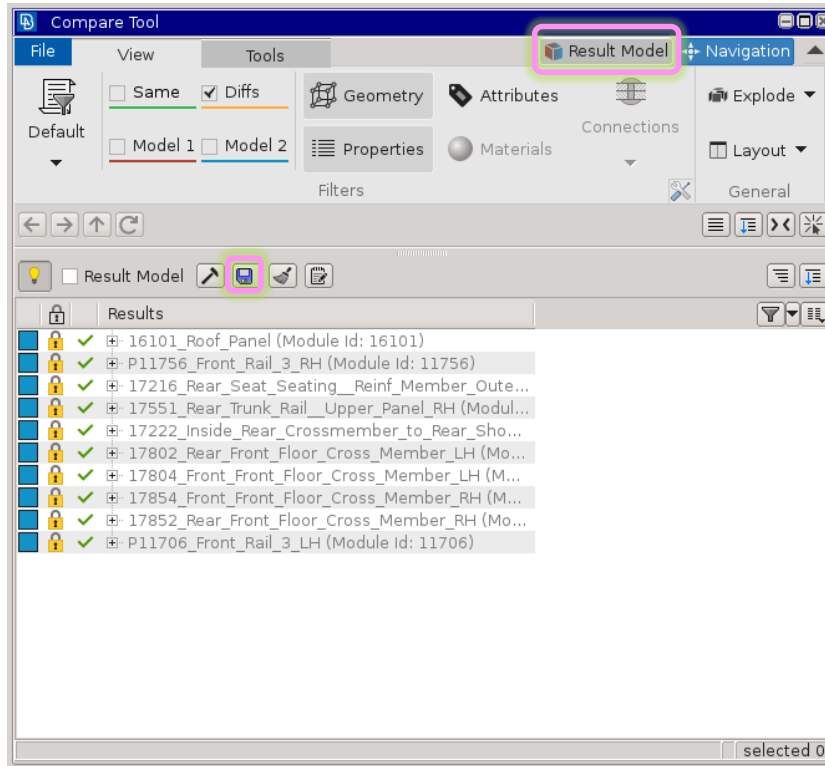 Compare Tool
File View Tools Result Model Navigation
Same Diffs Geometry Attributes Explode
Default Connections
Model 1 Model 2 Properties Materials Layout
Filters General
Result Model
Results
16101_Roof_Panel (Module Id: 16101)
P11756_Front_Rail_3_RH (Module Id: 11756)
17216_Rear_Seat_Seating__Reinf_Member_Oute...
17551_Rear_Trunk_Rail__Upper_Panel_RH (Modul...
17222_Inside_Rear_Crossmember_to_Rear_Sho...
17802_Rear_Front_Floor_Cross_Member_LH (Mo...
17804_Front_Front_Floor_Cross_Member_LH (M...
17854_Front_Front_Floor_Cross_Member_RH (M...
17852_Rear_Front_Floor_Cross_Member_RH (Mo...
P11706_Front_Rail_3_LH (Module Id: 11706)
selected 0